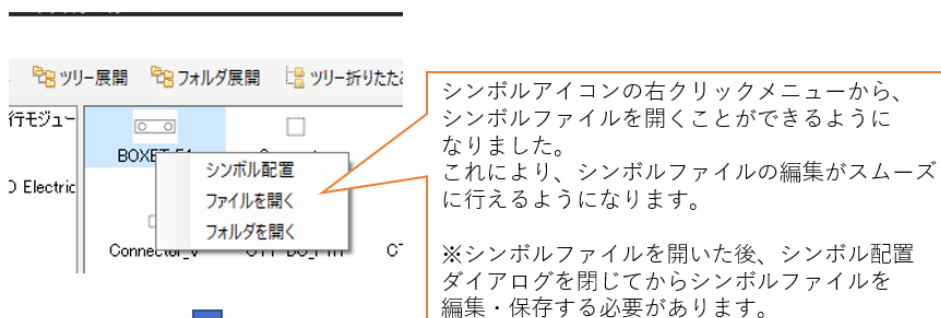 ツリー展開 フォルダ展開 ツリー折りたたみ
行モジュー
BOXET-E1
シンボル配置
ファイルを開く
フォルダを開く
O Electric
Connector_V
シンボルアイコンの右クリックメニューから、
シンボルファイルを開くことができるように
なりました。
これにより、シンボルファイルの編集がスムーズ
に行えるようになります。
※シンボルファイルを開いた後、シンボル配置
ダイアログを閉じてからシンボルファイルを
編集・保存する必要があります。